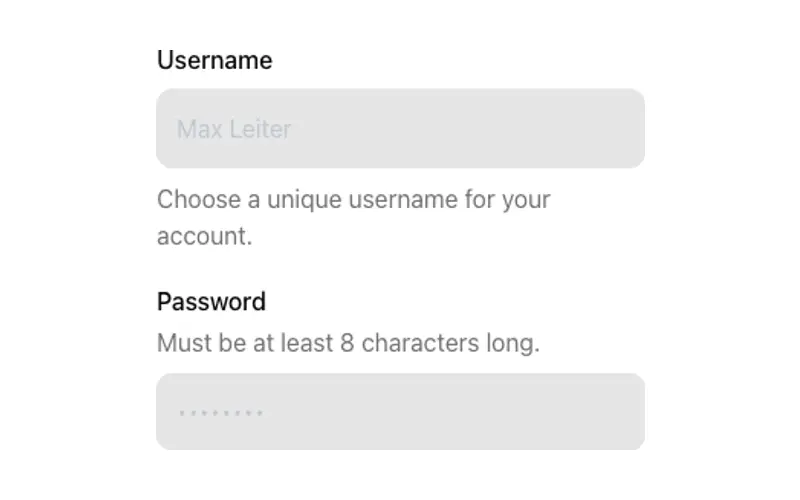 Username
Max Leiter
Choose a unique username for your
account.
Password
Must be at least 8 characters long.
••••••••